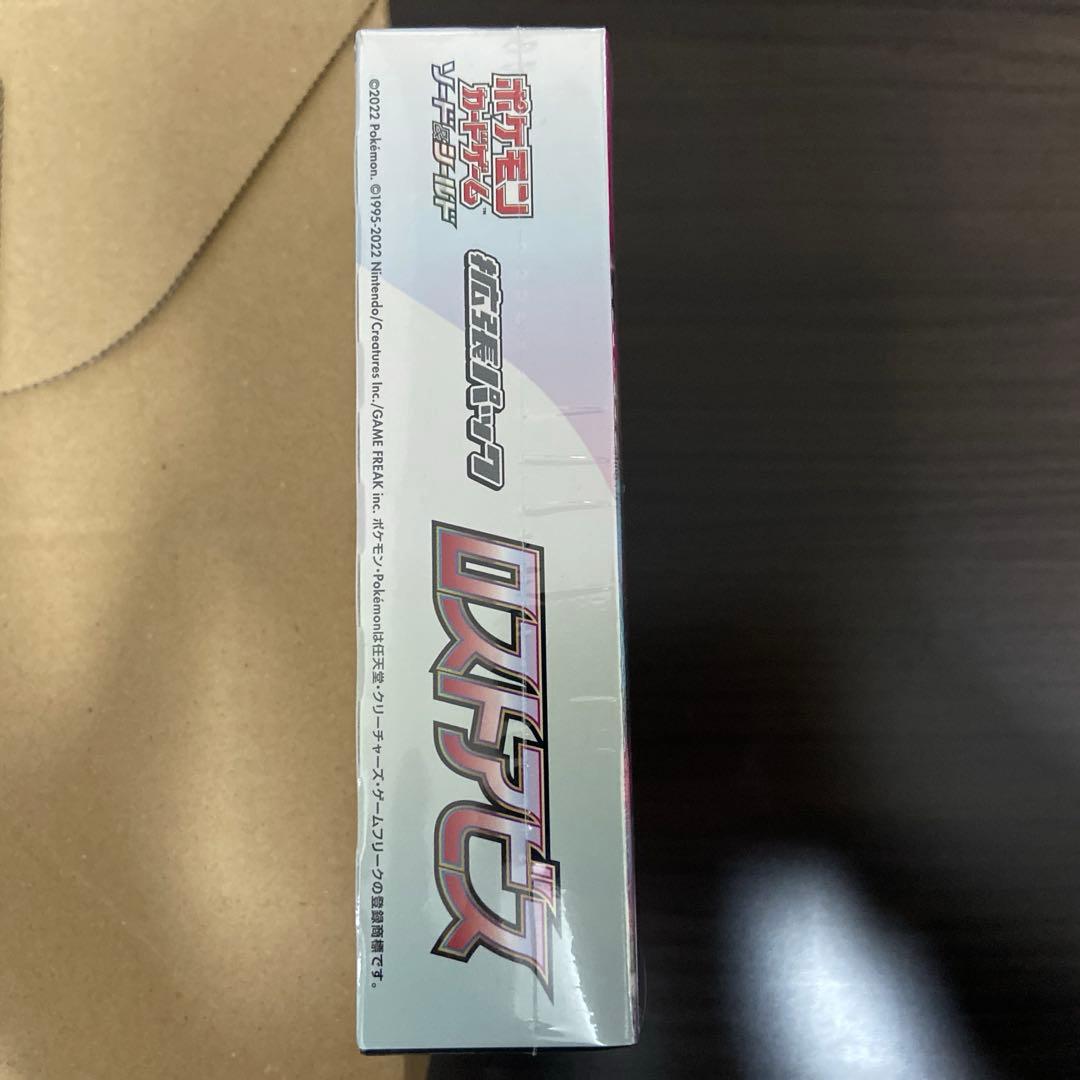 ポケモン
カードゲーム™
ソード&シールド
拡張パック
ロストアビス
©2022 Pokémon. ©1995-2022 Nintendo/Creatures Inc./GAME FREAK inc. ポケモン・Pokémonは任天堂・クリーチャーズ・ゲームフリークの登録商標です。